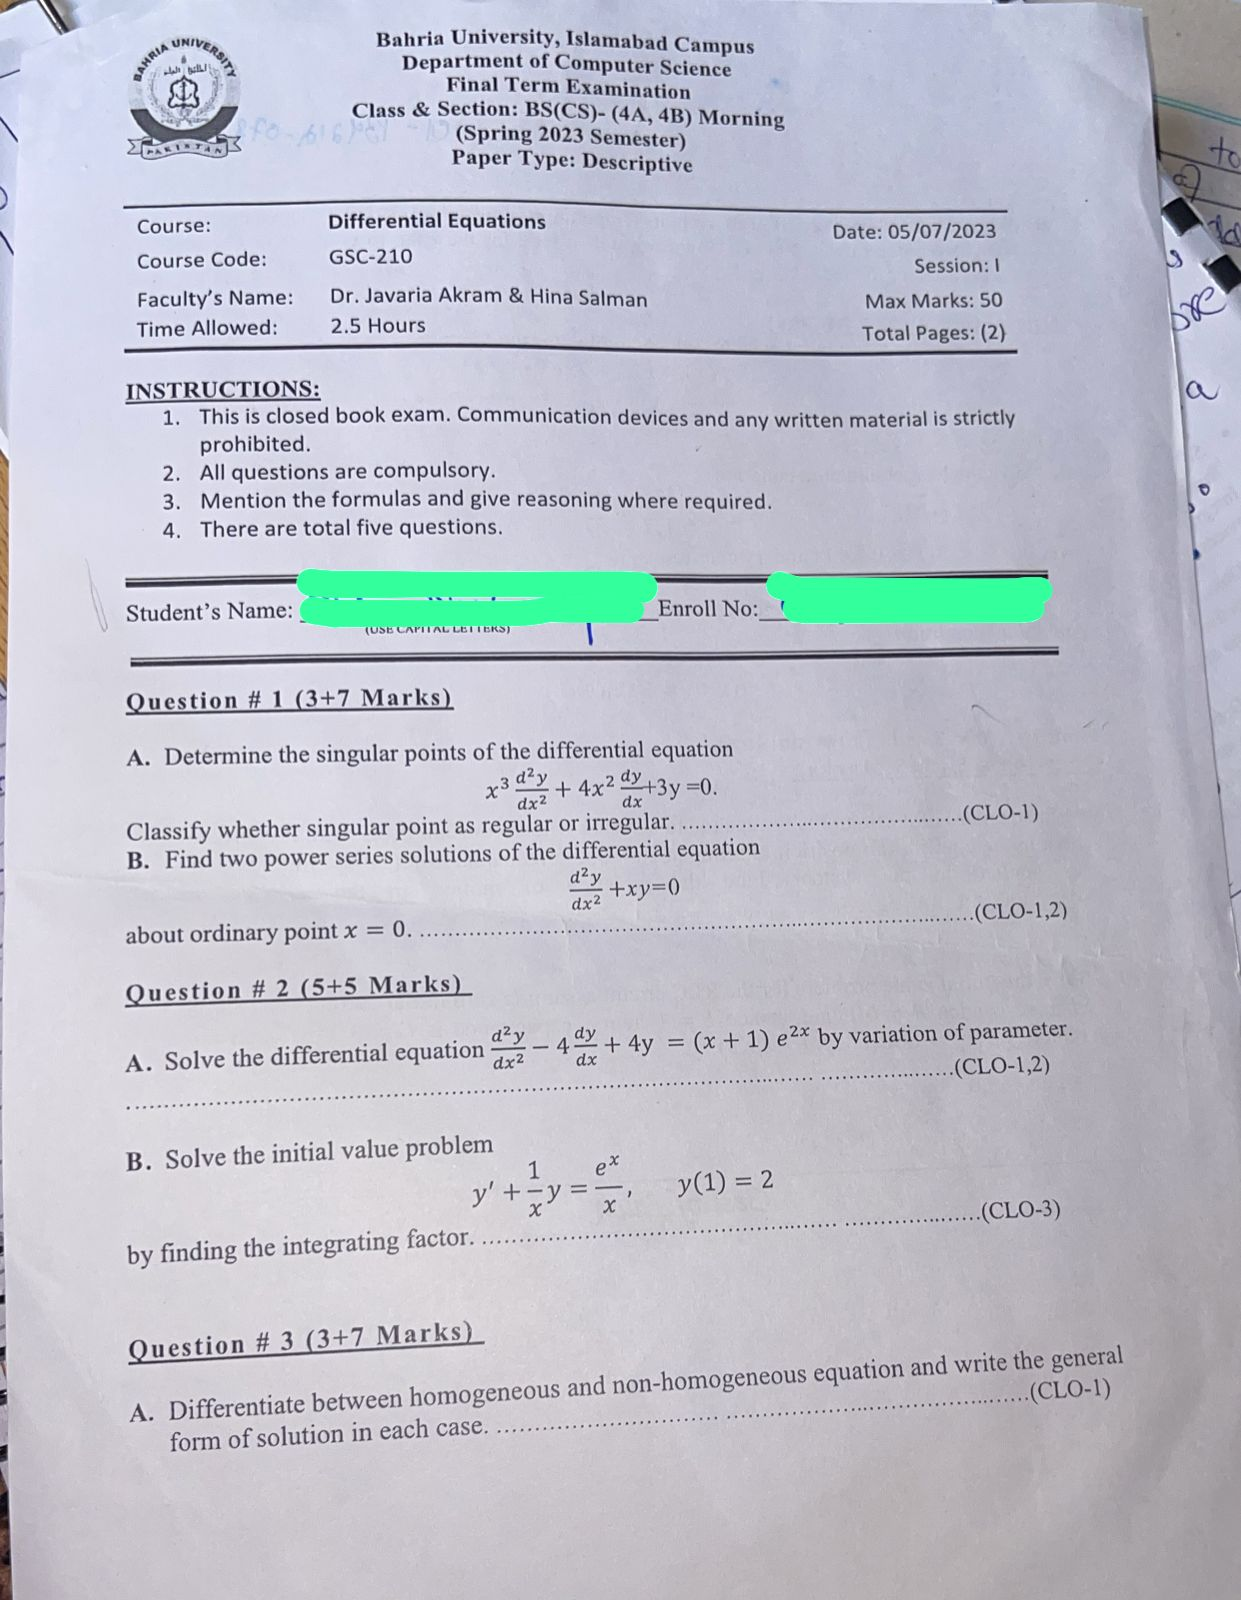 BAHRIA UNIVERSITY
PAKISTAN
Bahria University, Islamabad Campus
Department of Computer Science
Final Term Examination
Class & Section: BS(CS)- (4A, 4B) Morning
(Spring 2023 Semester)
Paper Type: Descriptive
Course: Differential Equations Date: 05/07/2023
Course Code: GSC-210 Session: I
Faculty's Name: Dr. Javaria Akram & Hina Salman Max Marks: 50
Time Allowed: 2.5 Hours Total Pages: (2)
INSTRUCTIONS:
1. This is closed book exam. Communication devices and any written material is strictly
prohibited.
2. All questions are compulsory.
3. Mention the formulas and give reasoning where required.
4. There are total five questions.
Student's Name: Enroll No:
(USE CAPITAL LETTERS)
Question # 1 (3+7 Marks)
A. Determine the singular points of the differential equation
x³ d²y/dx² + 4x² dy/dx +3y =0.
Classify whether singular point as regular or irregular. ........................................(CLO-1)
B. Find two power series solutions of the differential equation
d²y/dx² +xy=0
about ordinary point x = 0. ........................................(CLO-1,2)
Question # 2 (5+5 Marks)
A. Solve the differential equation d²y/dx² − 4 dy/dx + 4y = (x + 1) e²ˣ by variation of parameter.
........................................(CLO-1,2)
B. Solve the initial value problem
y′ + 1/x y = eˣ/x, y(1) = 2
by finding the integrating factor. ........................................(CLO-3)
Question # 3 (3+7 Marks)
A. Differentiate between homogeneous and non-homogeneous equation and write the general
form of solution in each case. ........................................(CLO-1)
to
a